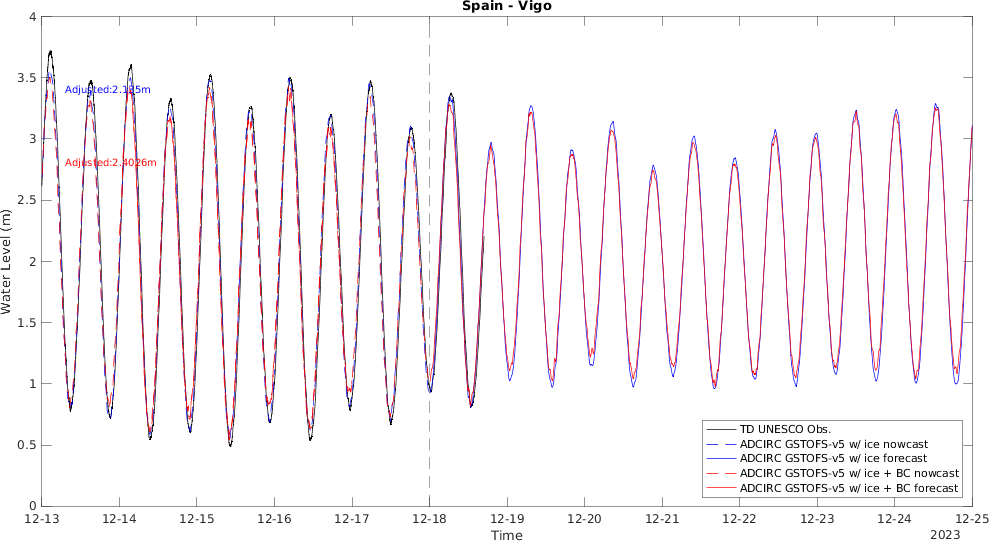 Spain - Vigo
4
3.5
3
2.5
2
1.5
1
0.5
0
Water Level (m)
Adjusted:2.125m
Adjusted:2.4026m
TD UNESCO Obs.
ADCIRC GSTOFS-v5 w/ ice nowcast
ADCIRC GSTOFS-v5 w/ ice forecast
ADCIRC GSTOFS-v5 w/ ice + BC nowcast
ADCIRC GSTOFS-v5 w/ ice + BC forecast
12-13 12-14 12-15 12-16 12-17 12-18 12-19 12-20 12-21 12-22 12-23 12-24 12-25
Time
2023